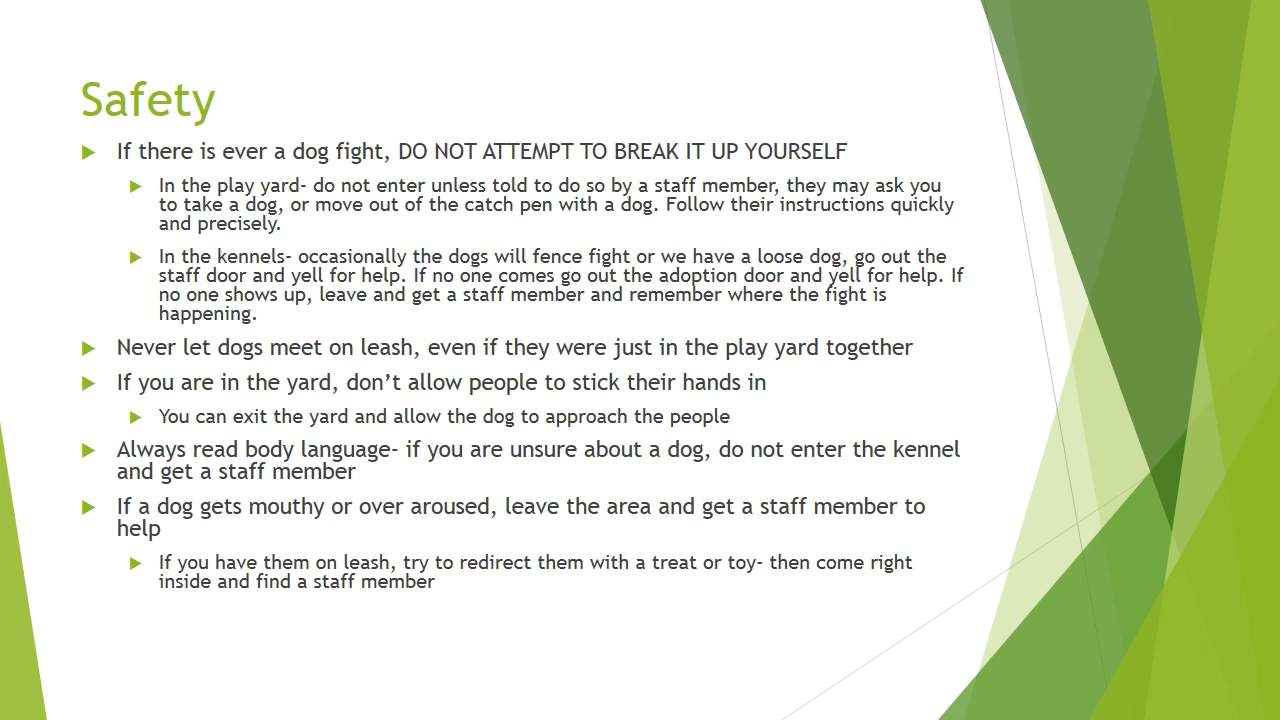 Safety
If there is ever a dog fight, DO NOT ATTEMPT TO BREAK IT UP YOURSELF
In the play yard- do not enter unless told to do so by a staff member, they may ask you
to take a dog, or move out of the catch pen with a dog. Follow their instructions quickly
and precisely.
In the kennels- occasionally the dogs will fence fight or we have a loose dog, go out the
staff door and yell for help. If no one comes go out the adoption door and yell for help. If
no one shows up, leave and get a staff member and remember where the fight is
happening.
Never let dogs meet on leash, even if they were just in the play yard together
If you are in the yard, don’t allow people to stick their hands in
You can exit the yard and allow the dog to approach the people
Always read body language- if you are unsure about a dog, do not enter the kennel
and get a staff member
If a dog gets mouthy or over aroused, leave the area and get a staff member to
help
If you have them on leash, try to redirect them with a treat or toy- then come right
inside and find a staff member